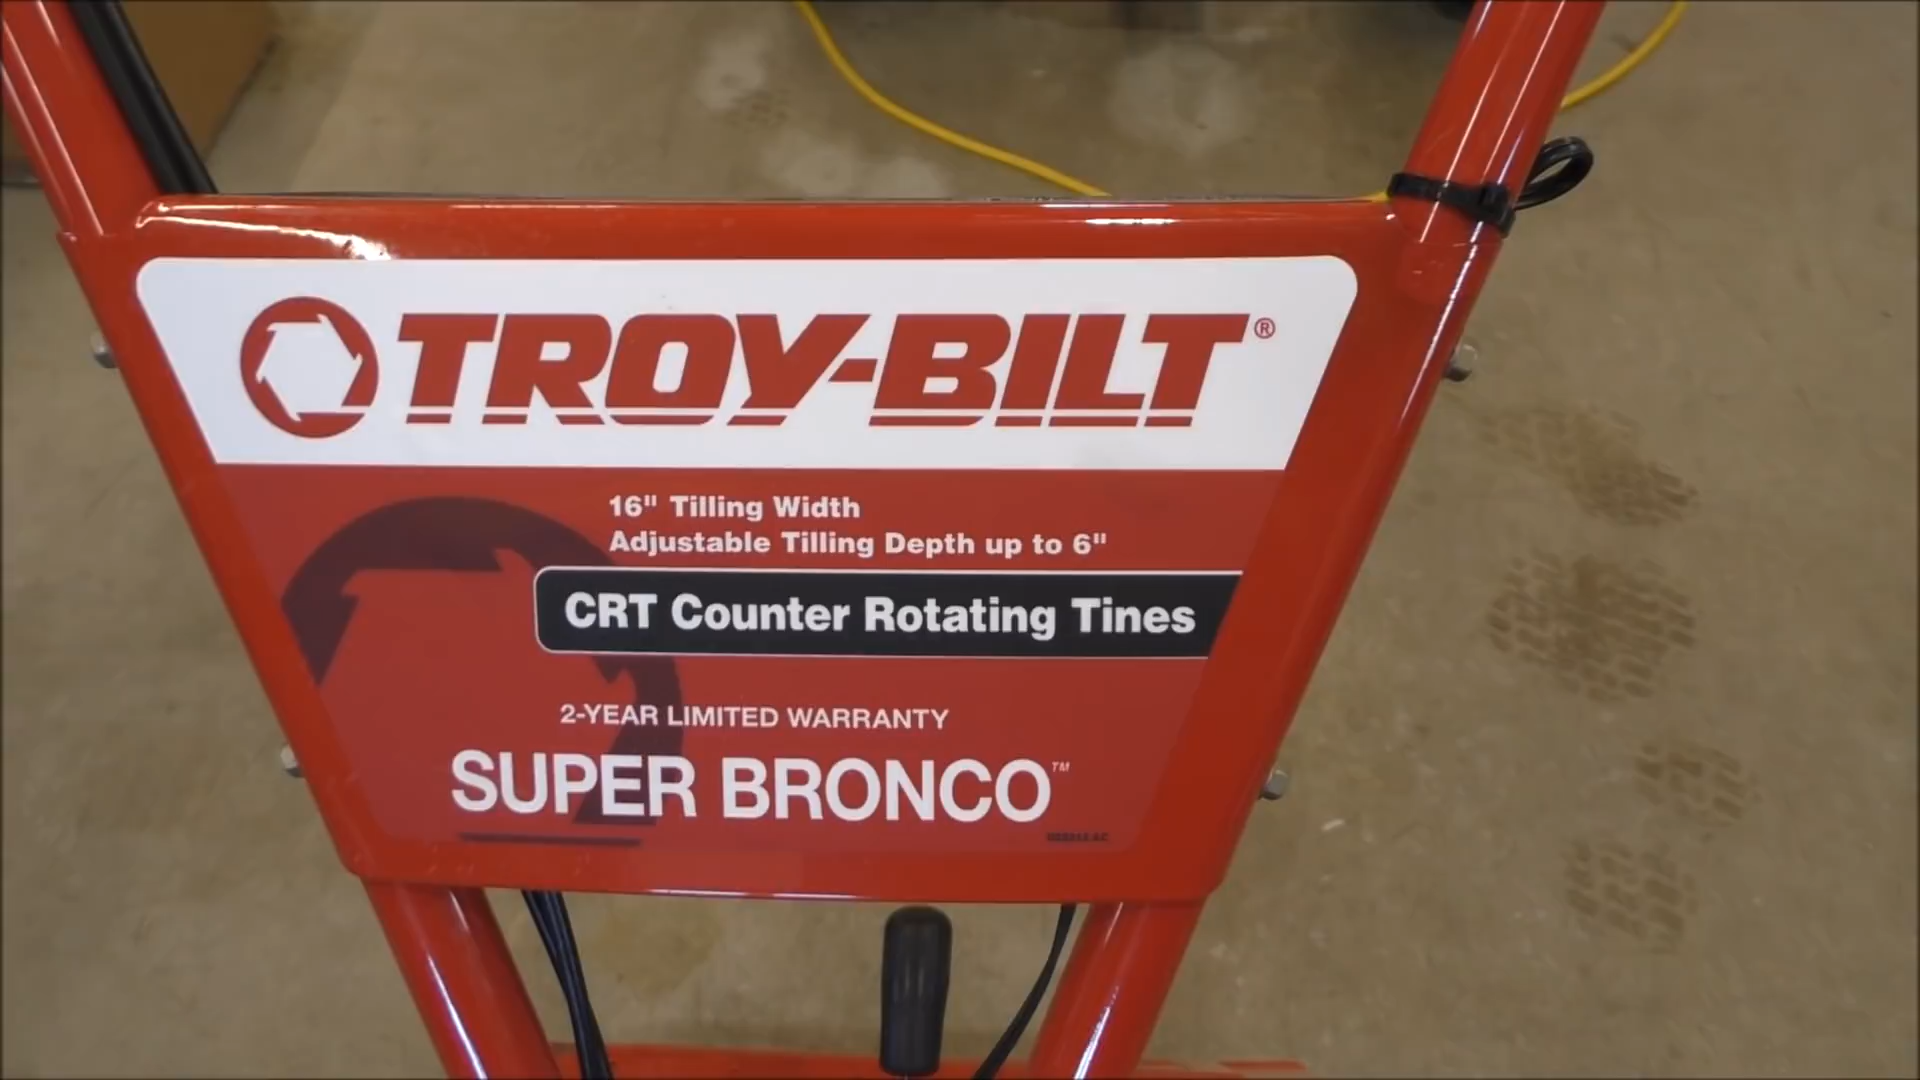 TROY-BILT®
16" Tilling Width
Adjustable Tilling Depth up to 6"
CRT Counter Rotating Tines
2-YEAR LIMITED WARRANTY
SUPER BRONCO™